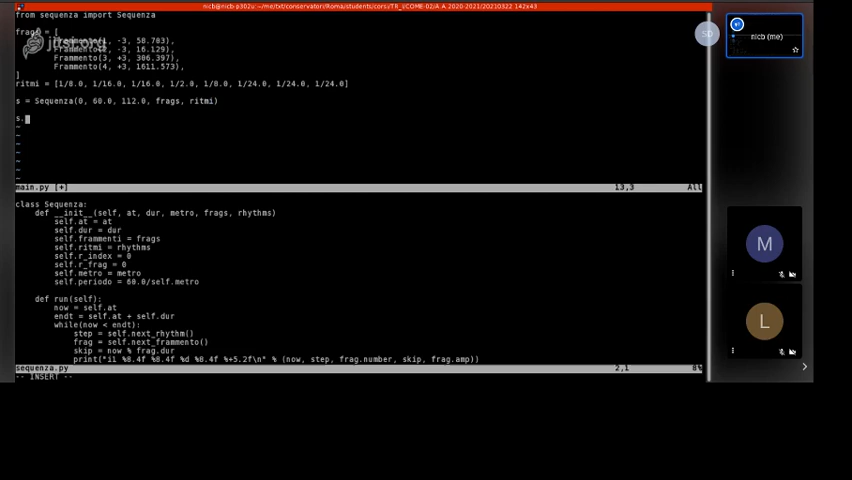 nicb@nicb-p302u: ~/me/txt/conservatori/Roma/studenti/corsi/TR_I/COME-02/A.A.2020-2021/20210322 142x43
from sequenza import Sequenza
frags = [
Frammento(1, -3, 58.783),
Frammento(2, -3, 16.129),
Frammento(3, +3, 306.397),
Frammento(4, +3, 1611.573),
]
ritmi = [1/8.0, 1/16.0, 1/16.0, 1/2.0, 1/8.0, 1/24.0, 1/24.0, 1/24.0]
s = Sequenza(0, 60.0, 112.0, frags, ritmi)
s.
~
~
~
~
~
~
~
main.py [+] 13,3 All
class Sequenza:
def __init__(self, at, dur, metro, frags, rhythms)
self.at = at
self.dur = dur
self.frammenti = frags
self.ritmi = rhythms
self.r_index = 0
self.r_frag = 0
self.metro = metro
self.periodo = 60.0/self.metro
def run(self):
now = self.at
endt = self.at + self.dur
while(now < endt):
step = self.next_rhythm()
frag = self.next_frammento()
skip = now % frag.dur
print("i1 %8.4f %8.4f %d %8.4f %+5.2f\n" % (now, step, frag.number, skip, frag.amp))
sequenza.py 2,1 8%
-- INSERT --
jitsi.org
SD
nicb (me)
M
L